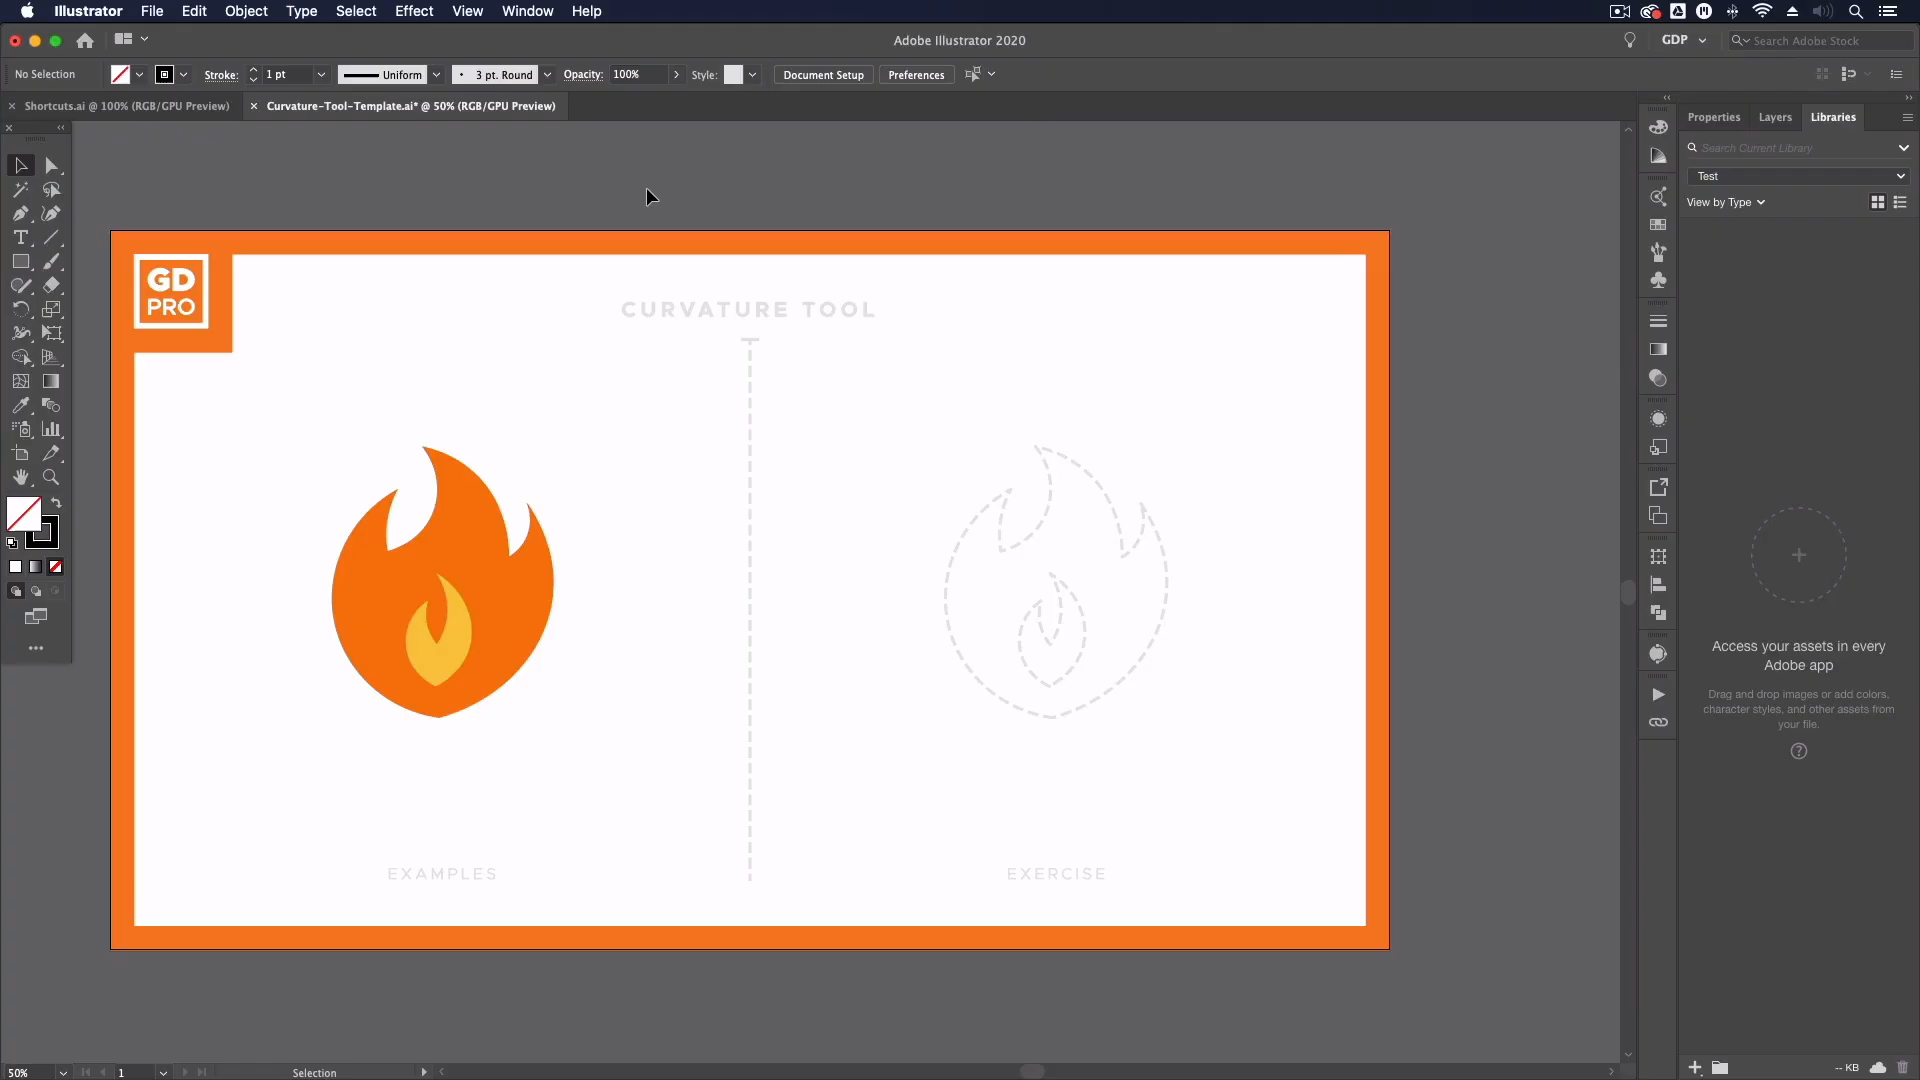 Illustrator File Edit Object Type Select Effect View Window Help
Adobe Illustrator 2020
GDP
Search Adobe Stock
No Selection
Stroke: 1 pt
Uniform
3 pt. Round
Opacity: 100%
Style:
Document Setup
Preferences
Shortcuts.ai @ 100% (RGB/GPU Preview)
Curvature-Tool-Template.ai* @ 50% (RGB/GPU Preview)
Properties Layers Libraries
Search Current Library
Test
View by Type
GD
PRO
CURVATURE TOOL
EXAMPLES
EXERCISE
Access your assets in every
Adobe app
Drag and drop images or add colors,
character styles, and other assets from
your file.
50%
1
Selection
-- KB